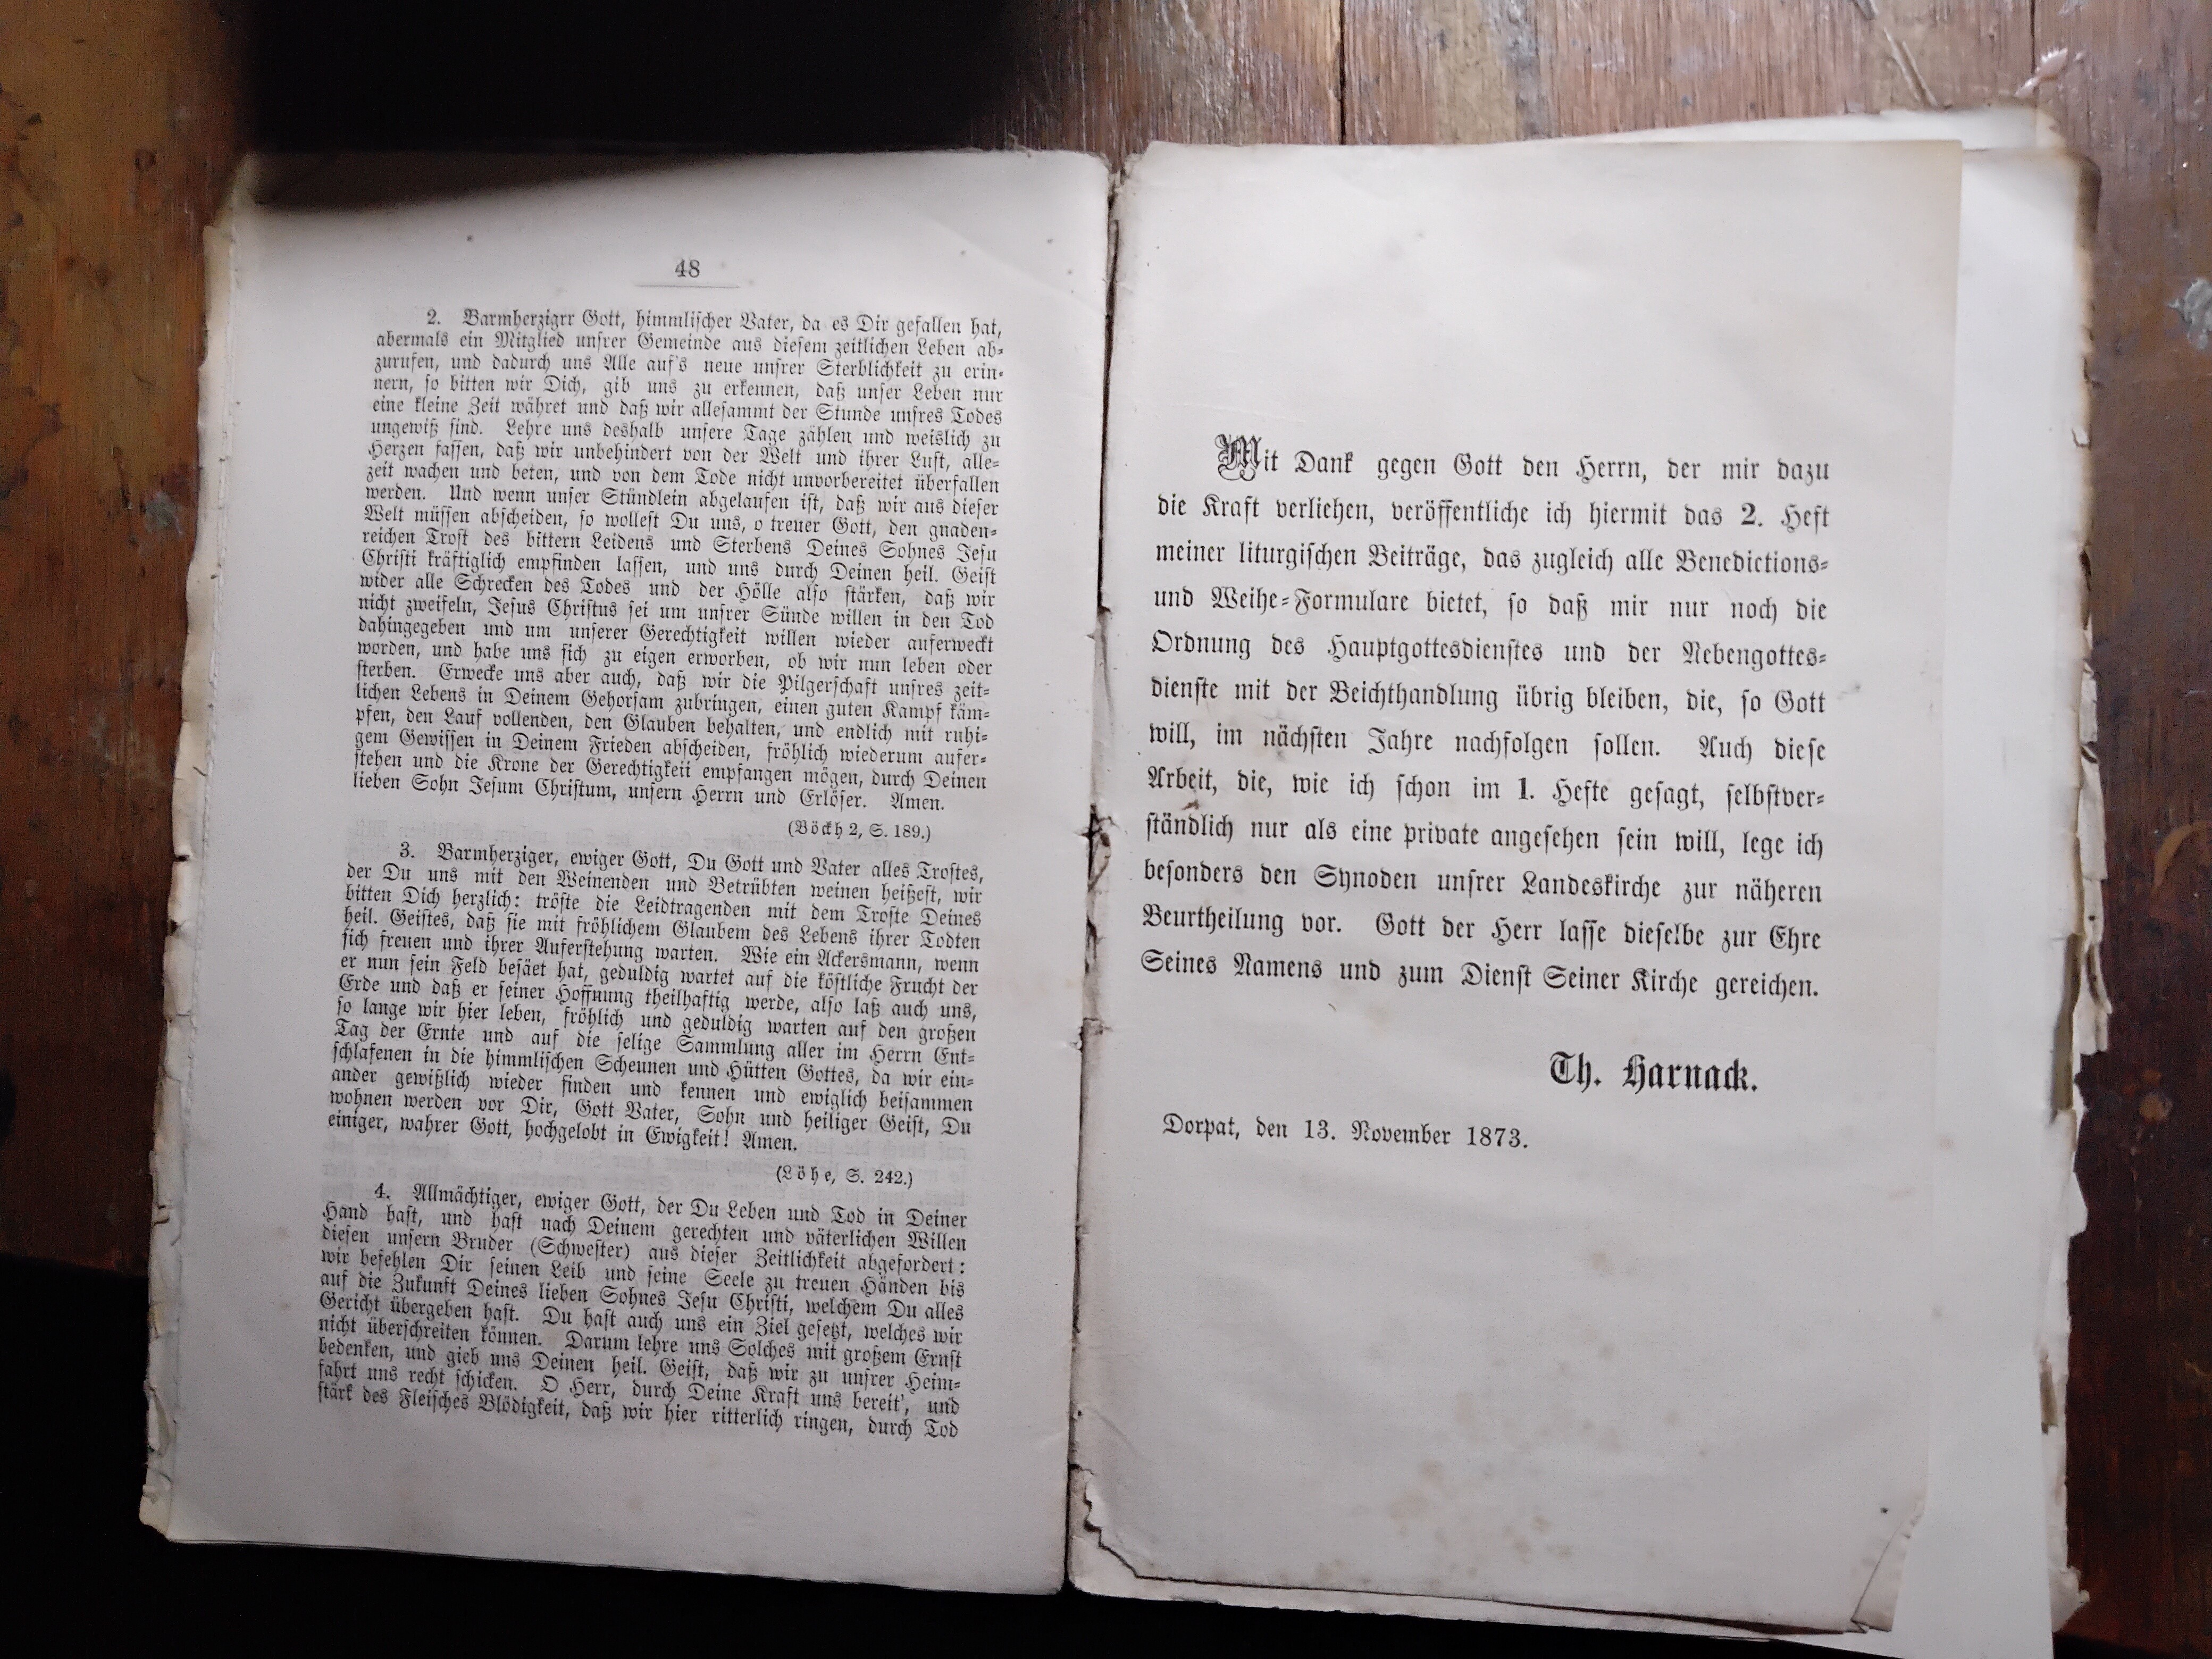 48
2. Barmherzigrr Gott, himmlischer Vater, da es Dir gefallen hat,
abermals ein Mitglied unsrer Gemeinde aus diesem zeitlichen Leben ab-
zurufen, und dadurch uns Alle auf's neue unsrer Sterblichkeit zu erin-
nern, so bitten wir Dich, gib uns zu erkennen, daß unser Leben nur
eine kleine Zeit währet und daß wir allesammt der Stunde unsres Todes
ungewiß sind. Lehre uns deshalb unsere Tage zählen und weislich zu
Herzen fassen, daß wir unbehindert von der Welt und ihrer Lust, alle-
zeit wachen und beten, und von dem Tode nicht unvorbereitet überfallen
werden. Und wenn unser Stündlein abgelaufen ist, daß wir aus dieser
Welt müssen abscheiden, so wollest Du uns, o treuer Gott, den gnaden-
reichen Trost des bittern Leidens und Sterbens Deines Sohnes Jesu
Christi kräftiglich empfinden lassen, und uns durch Deinen heil. Geist
wider alle Schrecken des Todes und der Hölle also stärken, daß wir
nicht zweifeln, Jesus Christus sei um unsrer Sünde willen in den Tod
dahingegeben und um unserer Gerechtigkeit willen wieder auferweckt
worden, und habe uns sich zu eigen erworben, ob wir nun leben oder
sterben. Erwecke uns aber auch, daß wir die Pilgerschaft unsres zeit-
lichen Lebens in Deinem Gehorsam zubringen, einen guten Kampf käm-
pfen, den Lauf vollenden, den Glauben behalten, und endlich mit ruhi-
gem Gewissen in Deinem Frieden abscheiden, fröhlich wiederum aufer-
stehen und die Krone der Gerechtigkeii empfangen mögen, durch Deinen
lieben Sohn Jesum Christum, unsern Herrn und Erlöser. Amen.
(Böckh 2, S. 189.)
3. Barmherziger, ewiger Gott, Du Gott und Vater alles Trostes,
der Du uns mit den Weinenden und Betrübten weinen heißest, wir
bitten Dich herzlich: tröste die Leidtragenden mit dem Troste Deines
heil. Geistes, daß sie mit fröhlichem Glaubem des Lebens ihrer Todten
sich freuen und ihrer Auferstehung warten. Wie ein Ackersmann, wenn
er nun sein Feld besäet hat, geduldig wartet auf die köstliche Frucht der
Erde und daß er seiner Hoffnung theilhaftig werde, also laß auch uns,
so lange wir hier leben, fröhlich und geduldig warten auf den großen
Tag der Ernte und auf die selige Sammlung aller im Herrn Ent-
schlafenen in die himmlischen Scheunen und Hütten Gottes, da wir ein-
ander gewißlich wieder finden und kennen und ewiglich beisammen
wohnen werden vor Dir, Gott Vater, Sohn und heiliger Geist, Du
einiger, wahrer Gott, hochgelobt in Ewigkeit! Amen.
(Löhe, S. 242.)
4. Allmächtiger, ewiger Gott, der Du Leben und Tod in Deiner
Hand hast, und hast nach Deinem gerechten und väterlichen Willen
diesen unsern Bruder (Schwester) aus dieser Zeitlichkeit abgefordert:
wir befehlen Dir seinen Leib und seine Seele zu treuen Händen bis
auf die Zukunft Deines lieben Sohnes Jesu Christi, welchem Du alles
Gericht übergeben hast. Du hast auch uns ein Ziel gesetzt, welches wir
nicht überschreiten können. Darum lehre uns Solches mit großem Ernst
bedenken, und gieb uns Deinen heil. Geist, daß wir zu unsrer Heim-
fahrt uns recht schicken. O Herr, durch Deine Kraft uns bereit', und
stärk des Fleisches Blödigkeit, daß wir hier ritterlich ringen, durch Tod
Mit Dank gegen Gott den Herrn, der mir dazu
die Kraft verliehen, veröffentliche ich hiermit das 2. Heft
meiner liturgischen Beiträge, das zugleich alle Benedictions-
und Weihe-Formulare bietet, so daß mir nur noch die
Ordnung des Hauptgottesdienstes und der Nebengottes-
dienste mit der Beichthandlung übrig bleiben, die, so Gott
will, im nächsten Jahre nachfolgen sollen. Auch diese
Arbeit, die, wie ich schon im 1. Hefte gesagt, selbstver-
ständlich nur als eine private angesehen sein will, lege ich
besonders den Synoden unsrer Landeskirche zur näheren
Beurtheilung vor. Gott der Herr lasse dieselbe zur Ehre
Seines Namens und zum Dienst Seiner Kirche gereichen.
Th. Harnack.
Dorpat, den 13. November 1873.